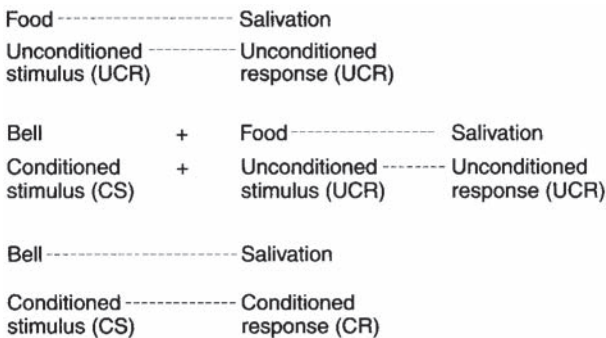 Food Salivation
Unconditioned Unconditioned
stimulus (UCR) response (UCR)
Bell + Food Salivation
Conditioned + Unconditioned Unconditioned
stimulus (CS) stimulus (UCR) response (UCR)
Bell Salivation
Conditioned Conditioned
stimulus (CS) response (CR)